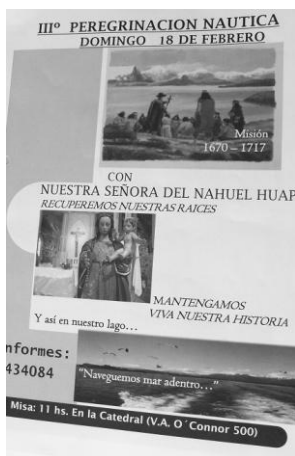 IIIº PEREGRINACION NAUTICA
DOMINGO 18 DE FEBRERO
Misión
1670 – 1717
CON
NUESTRA SEÑORA DEL NAHUEL HUAP
RECUPEREMOS NUESTRAS RAICES
MANTENGAMOS
VIVA NUESTRA HISTORIA
Y así en nuestro lago...
nformes:
434084
“Naveguemos mar adentro...”
Misa: 11 hs. En la Catedral (V.A. O´Connor 500)